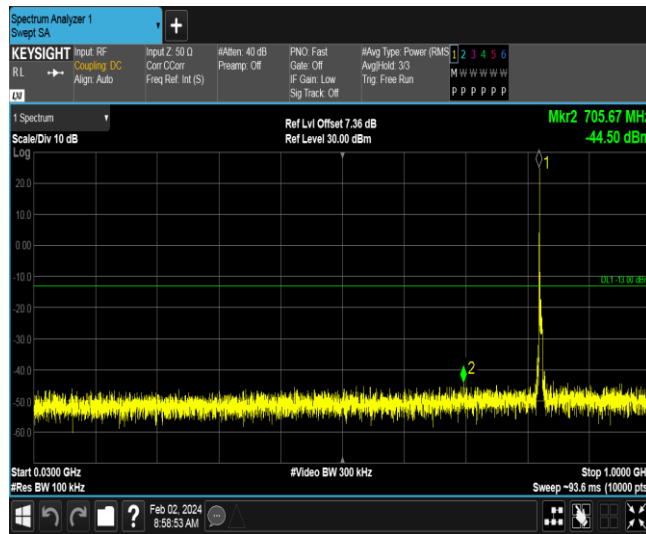 Spectrum Analyzer 1
Swept SA
+
KEYSIGHT
RL
LXI
Input: RF
Coupling: DC
Align: Auto
Input Z: 50 Ω
Corr CCorr
Freq Ref: Int (S)
#Atten: 40 dB
Preamp: Off
PNO: Fast
Gate: Off
IF Gain: Low
Sig Track: Off
#Avg Type: Power (RMS
Avg|Hold: 3/3
Trig: Free Run
1 2 3 4 5 6
M W W W W W
P P P P P P
1 Spectrum
Scale/Div 10 dB
Log
Ref Lvl Offset 7.36 dB
Ref Level 30.00 dBm
Mkr2 705.67 MHz
-44.50 dBm
1
20.0
10.0
0.00
-10.0
DL1 -13.00 dBm
-20.0
-30.0
-40.0
2
-50.0
-60.0
Start 0.0300 GHz
#Res BW 100 kHz
#Video BW 300 kHz
Stop 1.0000 GHz
Sweep ~93.6 ms (10000 pts
?
Feb 02, 2024
8:58:53 AM